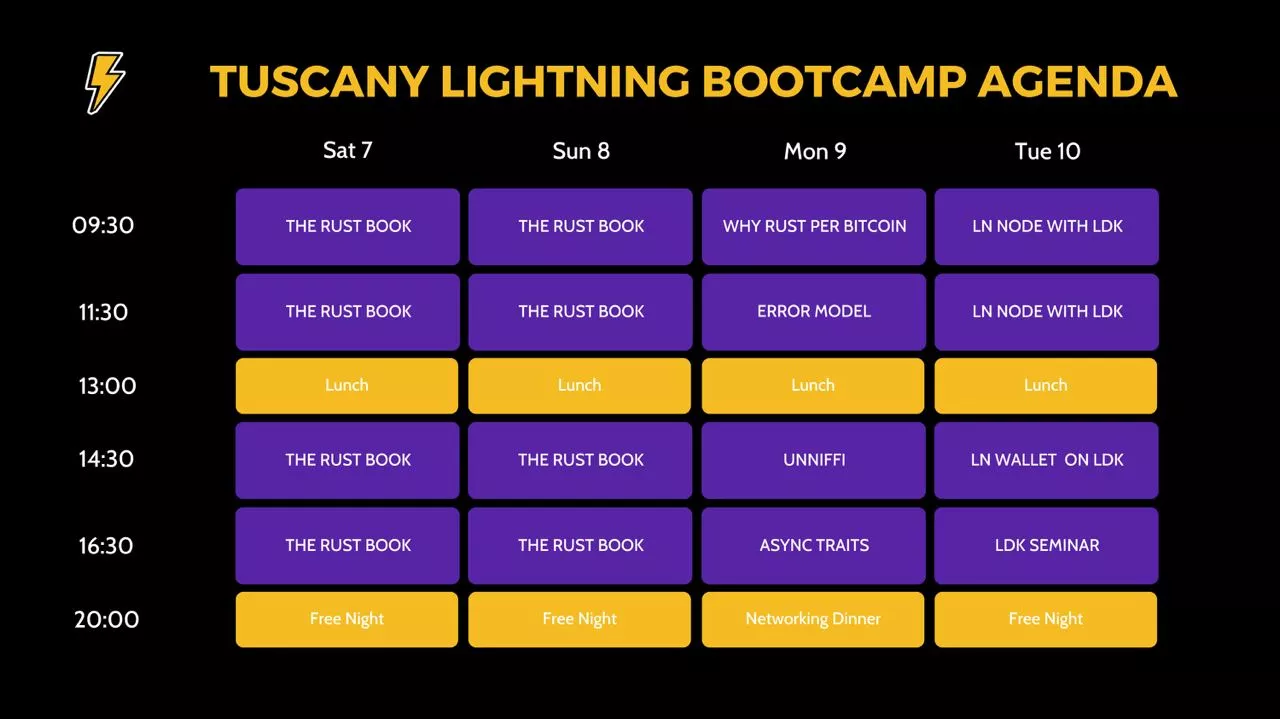 TUSCANY LIGHTNING BOOTCAMP AGENDA
Sat 7 Sun 8 Mon 9 Tue 10
09:30 THE RUST BOOK THE RUST BOOK WHY RUST PER BITCOIN LN NODE WITH LDK
11:30 THE RUST BOOK THE RUST BOOK ERROR MODEL LN NODE WITH LDK
13:00 Lunch Lunch Lunch Lunch
14:30 THE RUST BOOK THE RUST BOOK UNNIFFI LN WALLET ON LDK
16:30 THE RUST BOOK THE RUST BOOK ASYNC TRAITS LDK SEMINAR
20:00 Free Night Free Night Networking Dinner Free Night